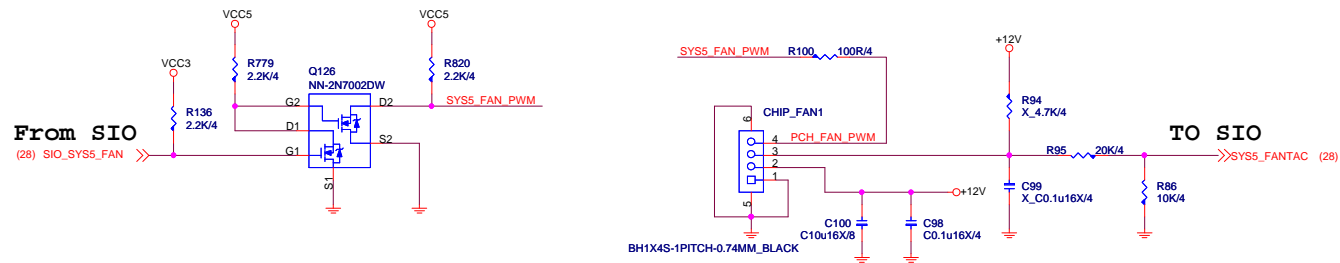 VCC5
VCC5
VCC3
R779
2.2K/4
Q126
NN-2N7002DW
R820
2.2K/4
R136
2.2K/4
G2
D2
SYS5_FAN_PWM
D1
S2
From SIO
(28) SIO_SYS5_FAN
G1
S1
+12V
SYS5_FAN_PWM
R100
100R/4
R94
X_4.7K/4
CHIP_FAN1
6
4
PCH_FAN_PWM
3
2
1
5
TO SIO
R95
20K/4
SYS5_FANTAC (28)
C99
X_C0.1u16X/4
R86
10K/4
+12V
C100
C10u16X/8
C98
C0.1u16X/4
BH1X4S-1PITCH-0.74MM_BLACK